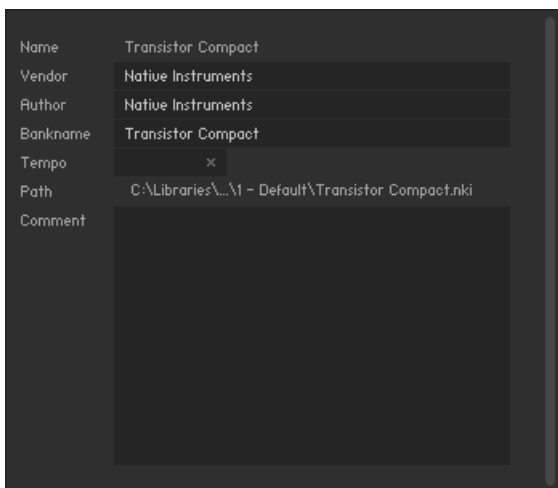 Name Transistor Compact
Vendor Native Instruments
Author Native Instruments
Bankname Transistor Compact
Tempo ×
Path C:\Libraries\...\1 - Default\Transistor Compact.nki
Comment